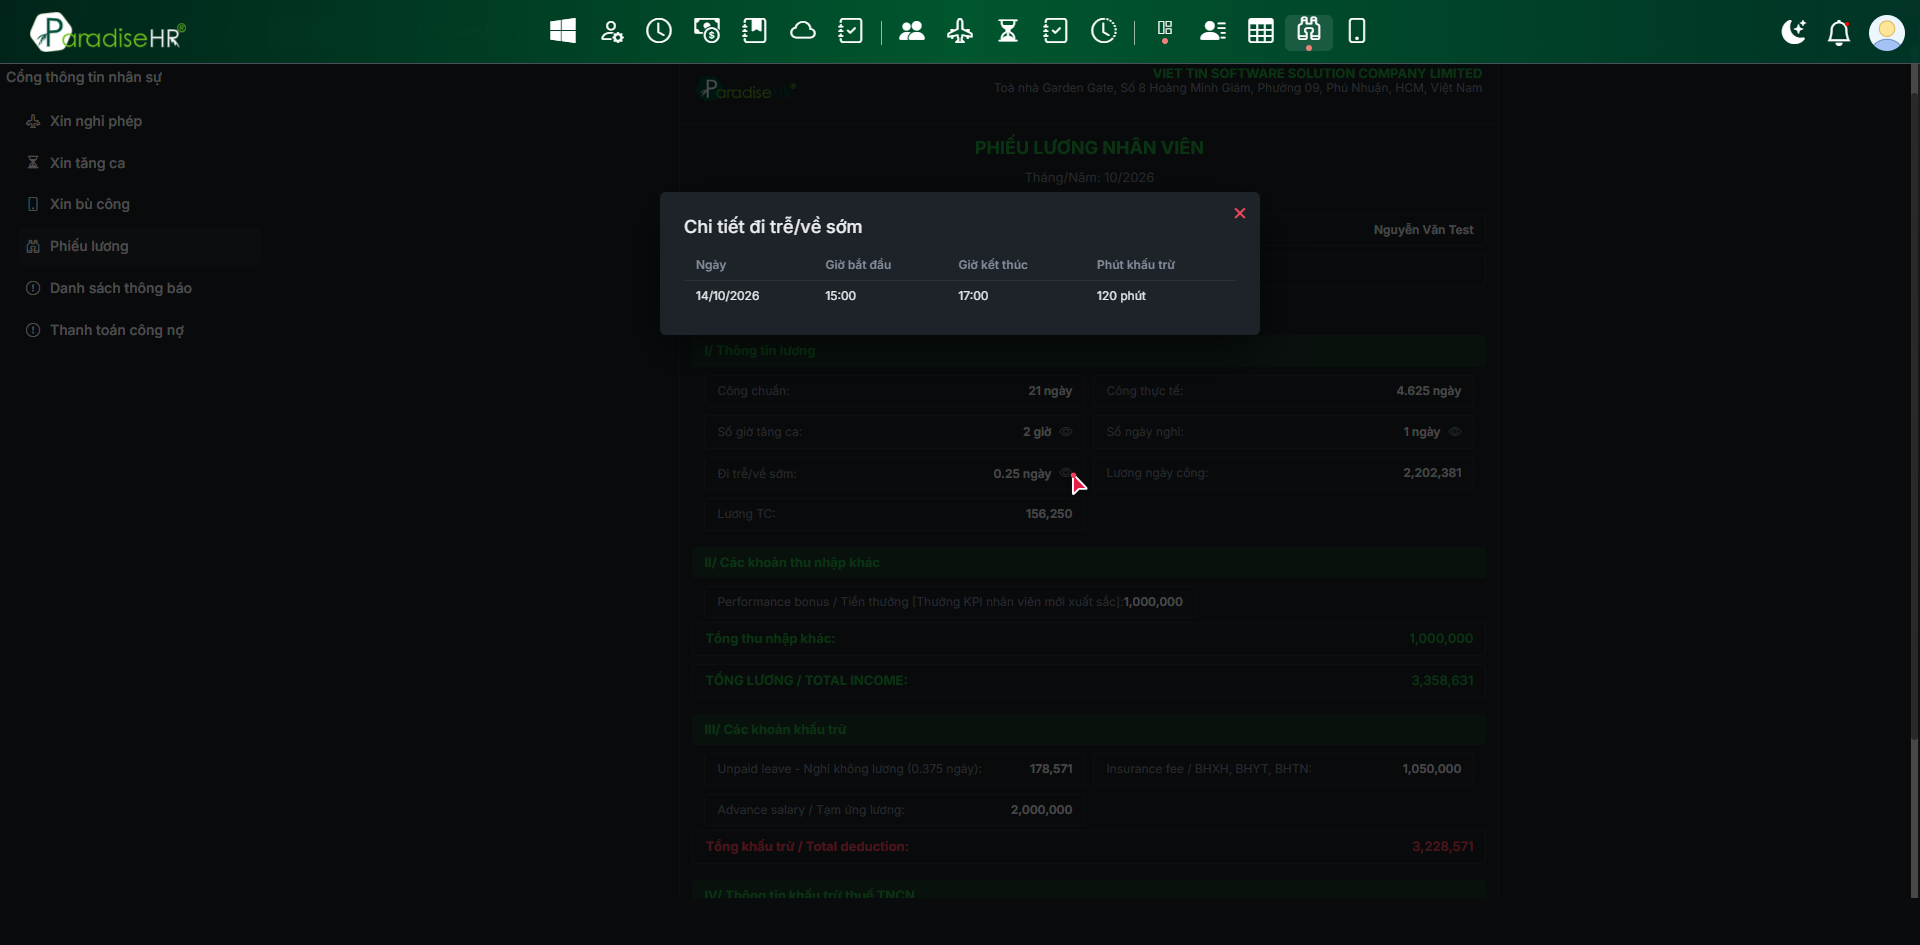 ParadiseHR®
Cổng thông tin nhân sự
Xin nghỉ phép
Xin tăng ca
Xin bù công
Phiếu lương
Danh sách thông báo
Thanh toán công nợ
Paradise HR®
VIET TIN SOFTWARE SOLUTION COMPANY LIMITED
Toà nhà Garden Gate, Số 8 Hoàng Minh Giám, Phường 09, Phú Nhuận, HCM, Việt Nam
PHIẾU LƯƠNG NHÂN VIÊN
Tháng/Năm: 10/2026
Nguyễn Văn Test
Chi tiết đi trễ/về sớm
Ngày Giờ bắt đầu Giờ kết thúc Phút khấu trừ
14/10/2026 15:00 17:00 120 phút
I/ Thông tin lương
Công chuẩn: 21 ngày Công thực tế: 4.625 ngày
Số giờ tăng ca: 2 giờ Số ngày nghỉ: 1 ngày
Đi trễ/về sớm: 0.25 ngày Lương ngày công: 2,202,381
Lương TC: 156,250
II/ Các khoản thu nhập khác
Performance bonus / Tiền thưởng [Thưởng KPI nhân viên mới xuất sắc]: 1,000,000
Tổng thu nhập khác: 1,000,000
TỔNG LƯƠNG / TOTAL INCOME: 3,358,631
III/ Các khoản khấu trừ
Unpaid leave - Nghỉ không lương (0.375 ngày): 178,571 Insurance fee / BHXH, BHYT, BHTN: 1,050,000
Advance salary / Tạm ứng lương: 2,000,000
Tổng khấu trừ / Total deduction: 3,228,571
IV/ Thông tin khấu trừ thuế TNCN